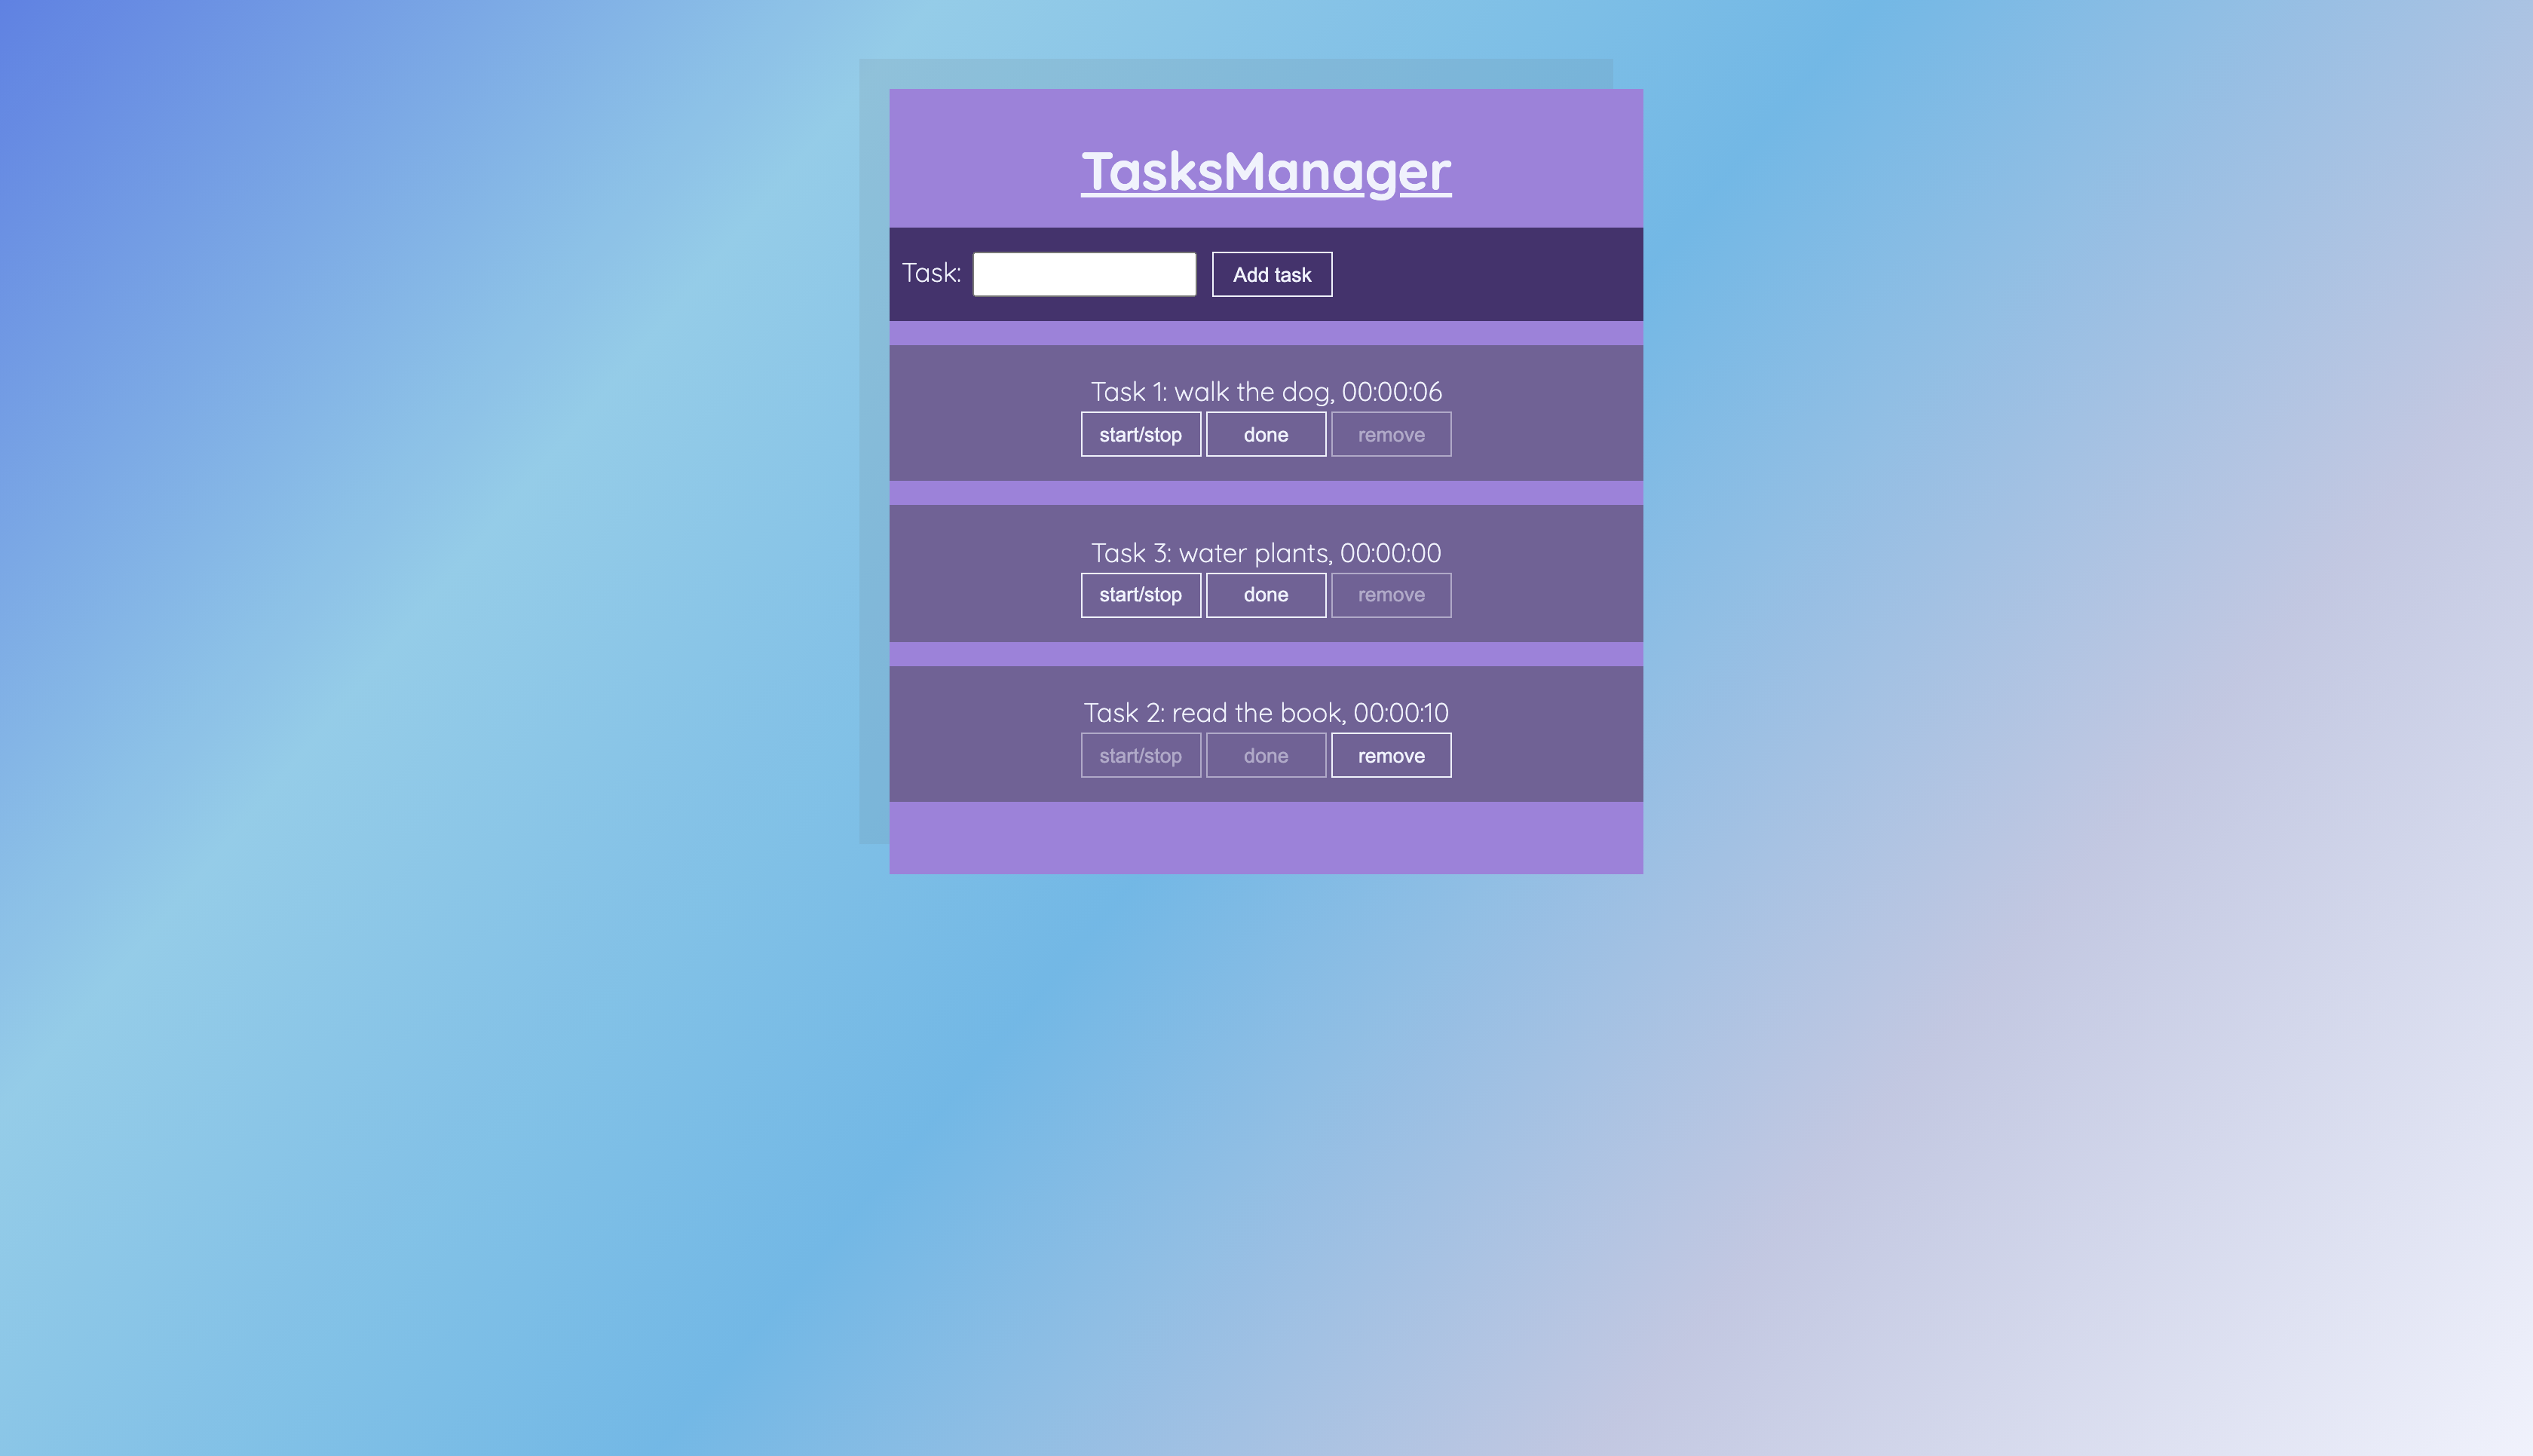 TasksManager
Task: Add task
Task 1: walk the dog, 00:00:06
start/stop done remove
Task 3: water plants, 00:00:00
start/stop done remove
Task 2: read the book, 00:00:10
start/stop done remove